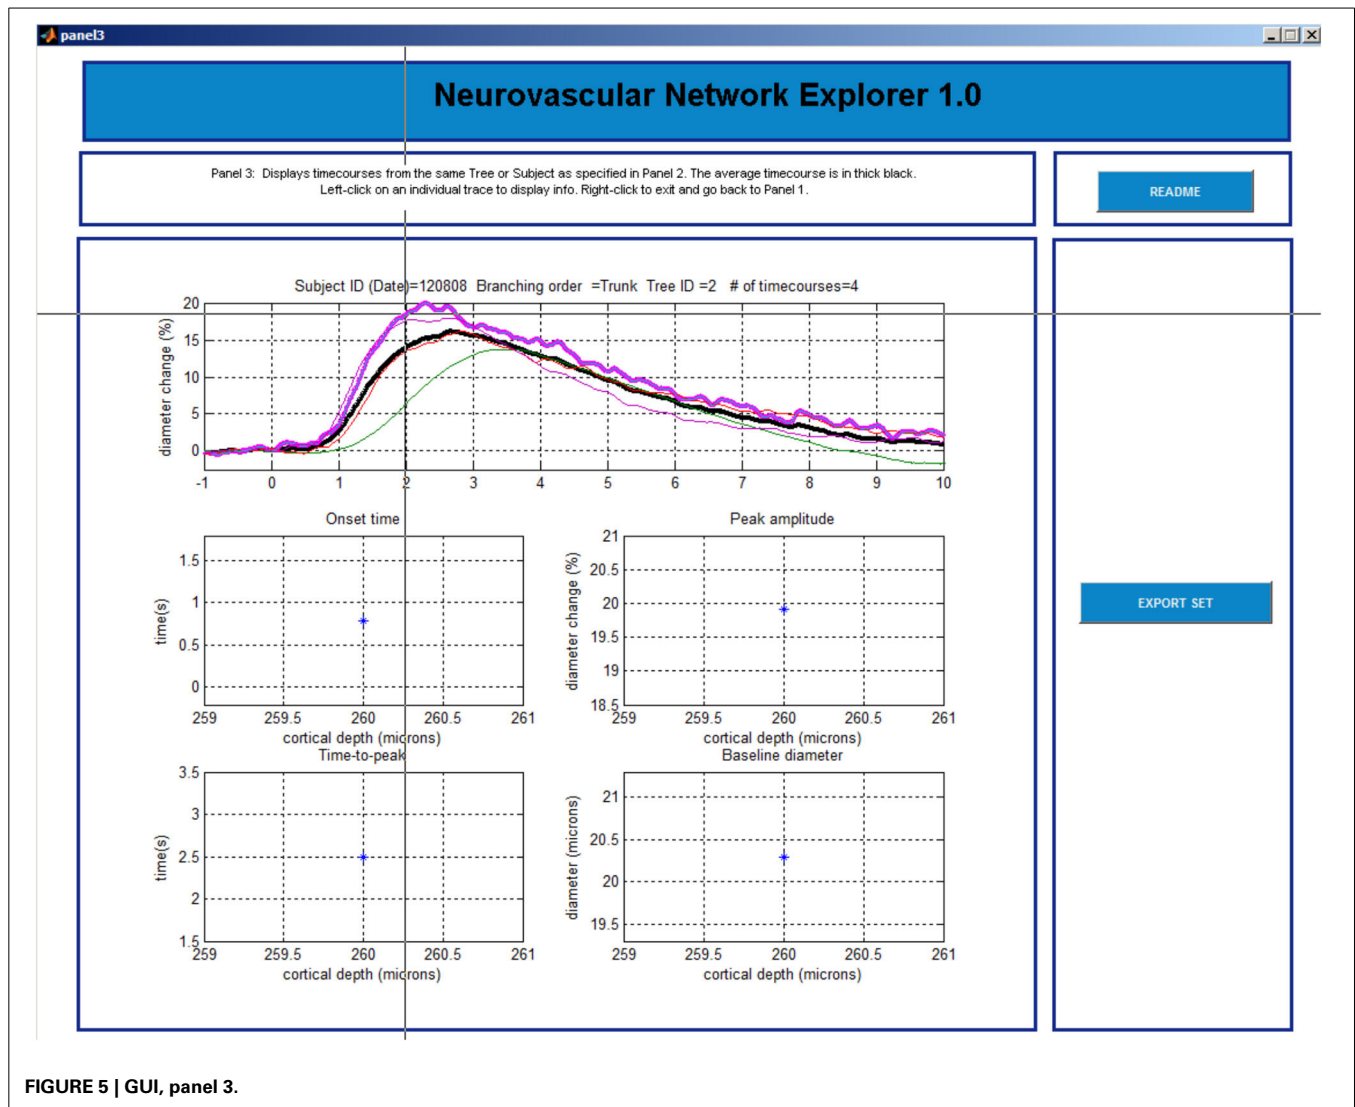 panel3
Neurovascular Network Explorer 1.0
Panel 3: Displays timecourses from the same Tree or Subject as specified in Panel 2. The average timecourse is in thick black.
Left-click on an individual trace to display info. Right-click to exit and go back to Panel 1.
README
Subject ID (Date)=120808 Branching order =Trunk Tree ID =2 # of timecourses=4
diameter change (%)
20
15
10
5
0
-1 0 1 2 3 4 5 6 7 8 9 10
Onset time
time(s)
1.5
1
0.5
0
259 259.5 260 260.5 261
cortical depth (microns)
Peak amplitude
diameter change (%)
21
20.5
20
19.5
19
18.5
259 259.5 260 260.5 261
cortical depth (microns)
EXPORT SET
Time-to-peak
time(s)
3.5
3
2.5
2
1.5
259 259.5 260 260.5 261
cortical depth (microns)
Baseline diameter
diameter (microns)
21
20.5
20
19.5
259 259.5 260 260.5 261
cortical depth (microns)
FIGURE 5 | GUI, panel 3.